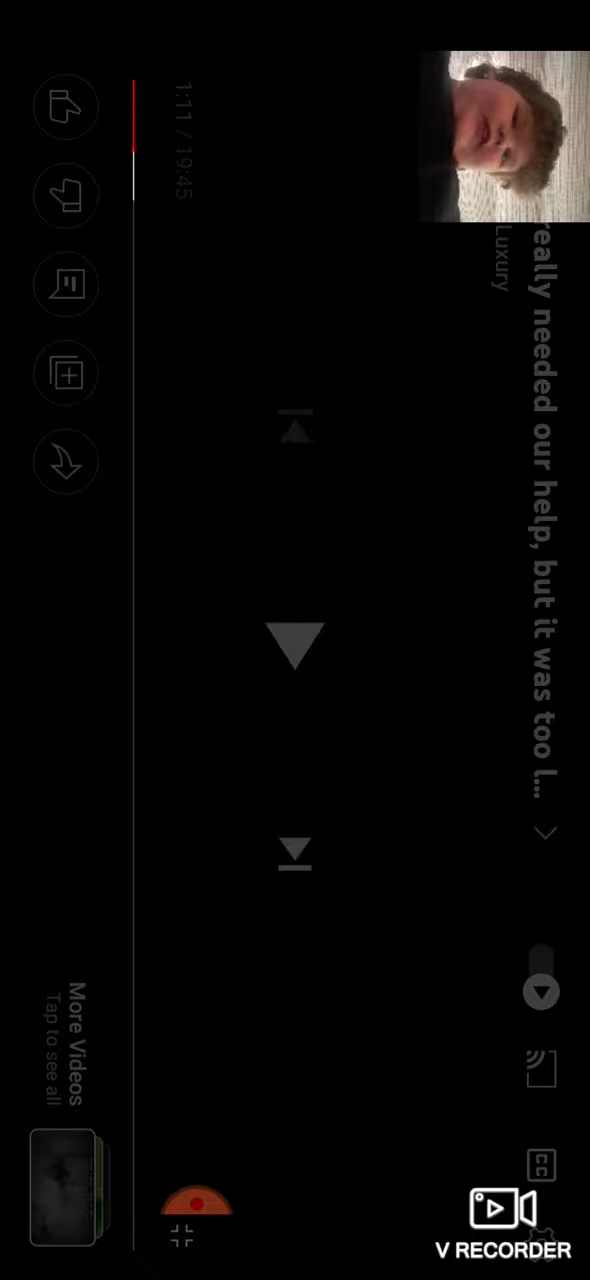 really needed our help, but it was too l...
Luxury
CC
1:11 / 19:45
More Videos
Tap to see all
V RECORDER